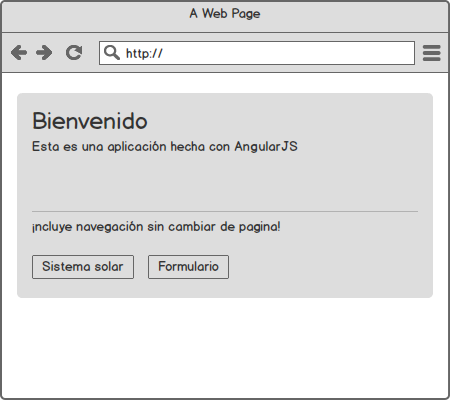 A Web Page
http://
Bienvenido
Esta es una aplicación hecha con AngularJS
¡ncluye navegación sin cambiar de pagina!
Sistema solar
Formulario